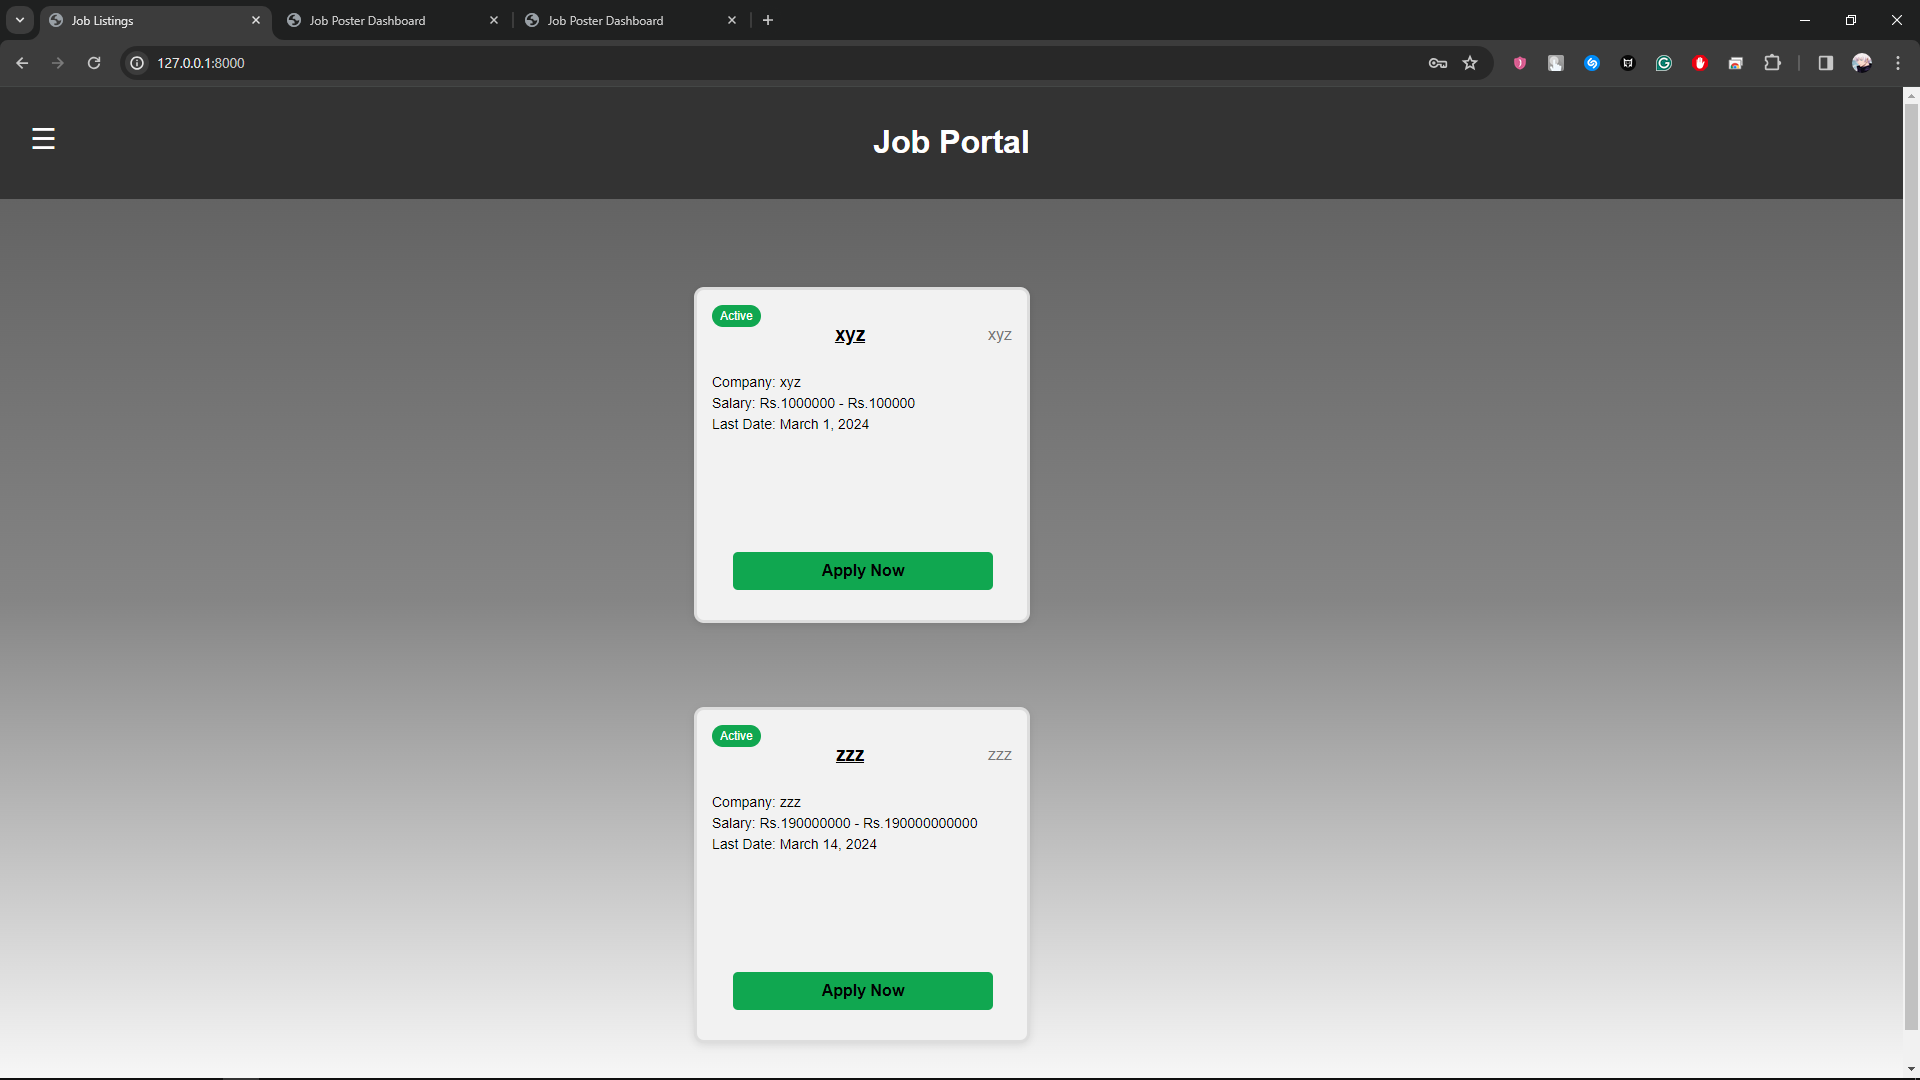 Job Listings
Job Poster Dashboard
Job Poster Dashboard
127.0.0.1:8000
Job Portal
Active
xyz
xyz
Company: xyz
Salary: Rs.1000000 - Rs.100000
Last Date: March 1, 2024
Apply Now
Active
zzz
zzz
Company: zzz
Salary: Rs.190000000 - Rs.190000000000
Last Date: March 14, 2024
Apply Now